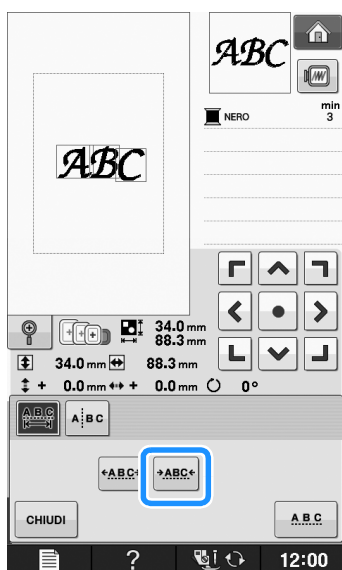 ABC
min
NERO 3
ABC
34.0 mm
88.3 mm
34.0 mm 88.3 mm
+ 0.0 mm + 0.0 mm 0°
ABC A BC
ABC ABC
CHIUDI ABC
? 12:00